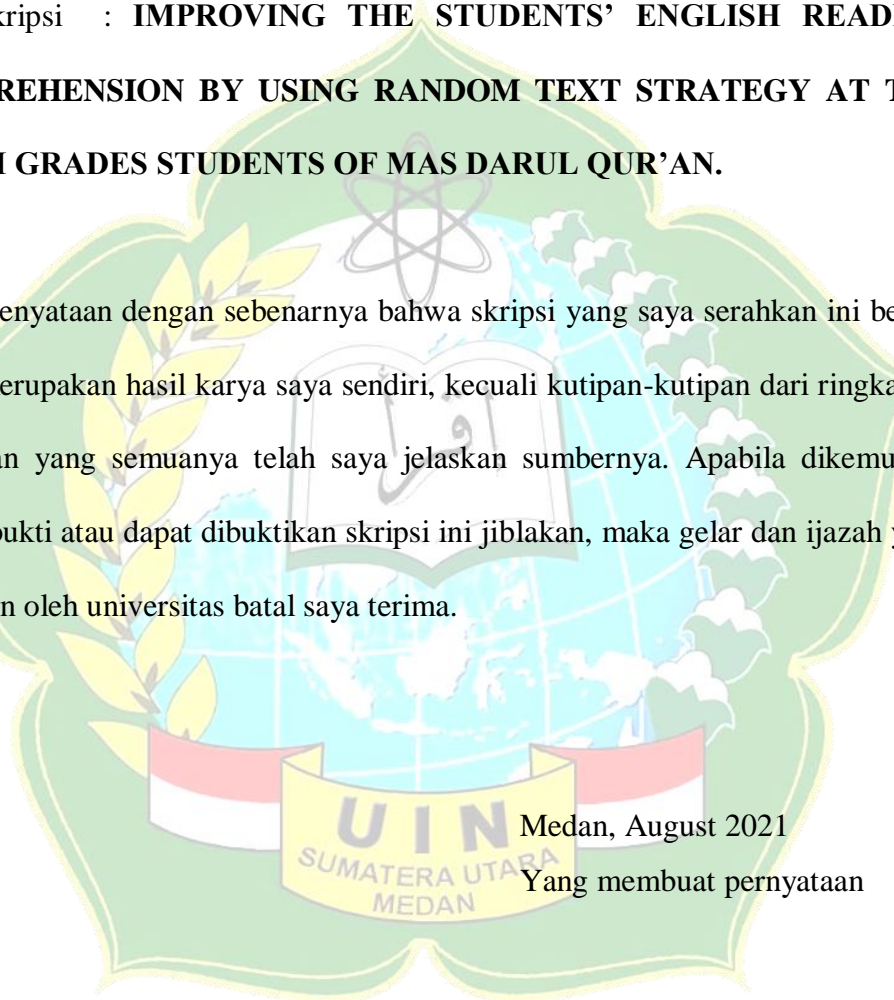 kripsi : IMPROVING THE STUDENTS’ ENGLISH READI
REHENSION BY USING RANDOM TEXT STRATEGY AT T
I GRADES STUDENTS OF MAS DARUL QUR’AN.
enyataan dengan sebenarnya bahwa skripsi yang saya serahkan ini be
erupakan hasil karya saya sendiri, kecuali kutipan-kutipan dari ringka
an yang semuanya telah saya jelaskan sumbernya. Apabila dikemu
bukti atau dapat dibuktikan skripsi ini jiblakan, maka gelar dan ijazah y
n oleh universitas batal saya terima.
اقرأ
UIN
SUMATERA UTARA
MEDAN
Medan, August 2021
Yang membuat pernyataan